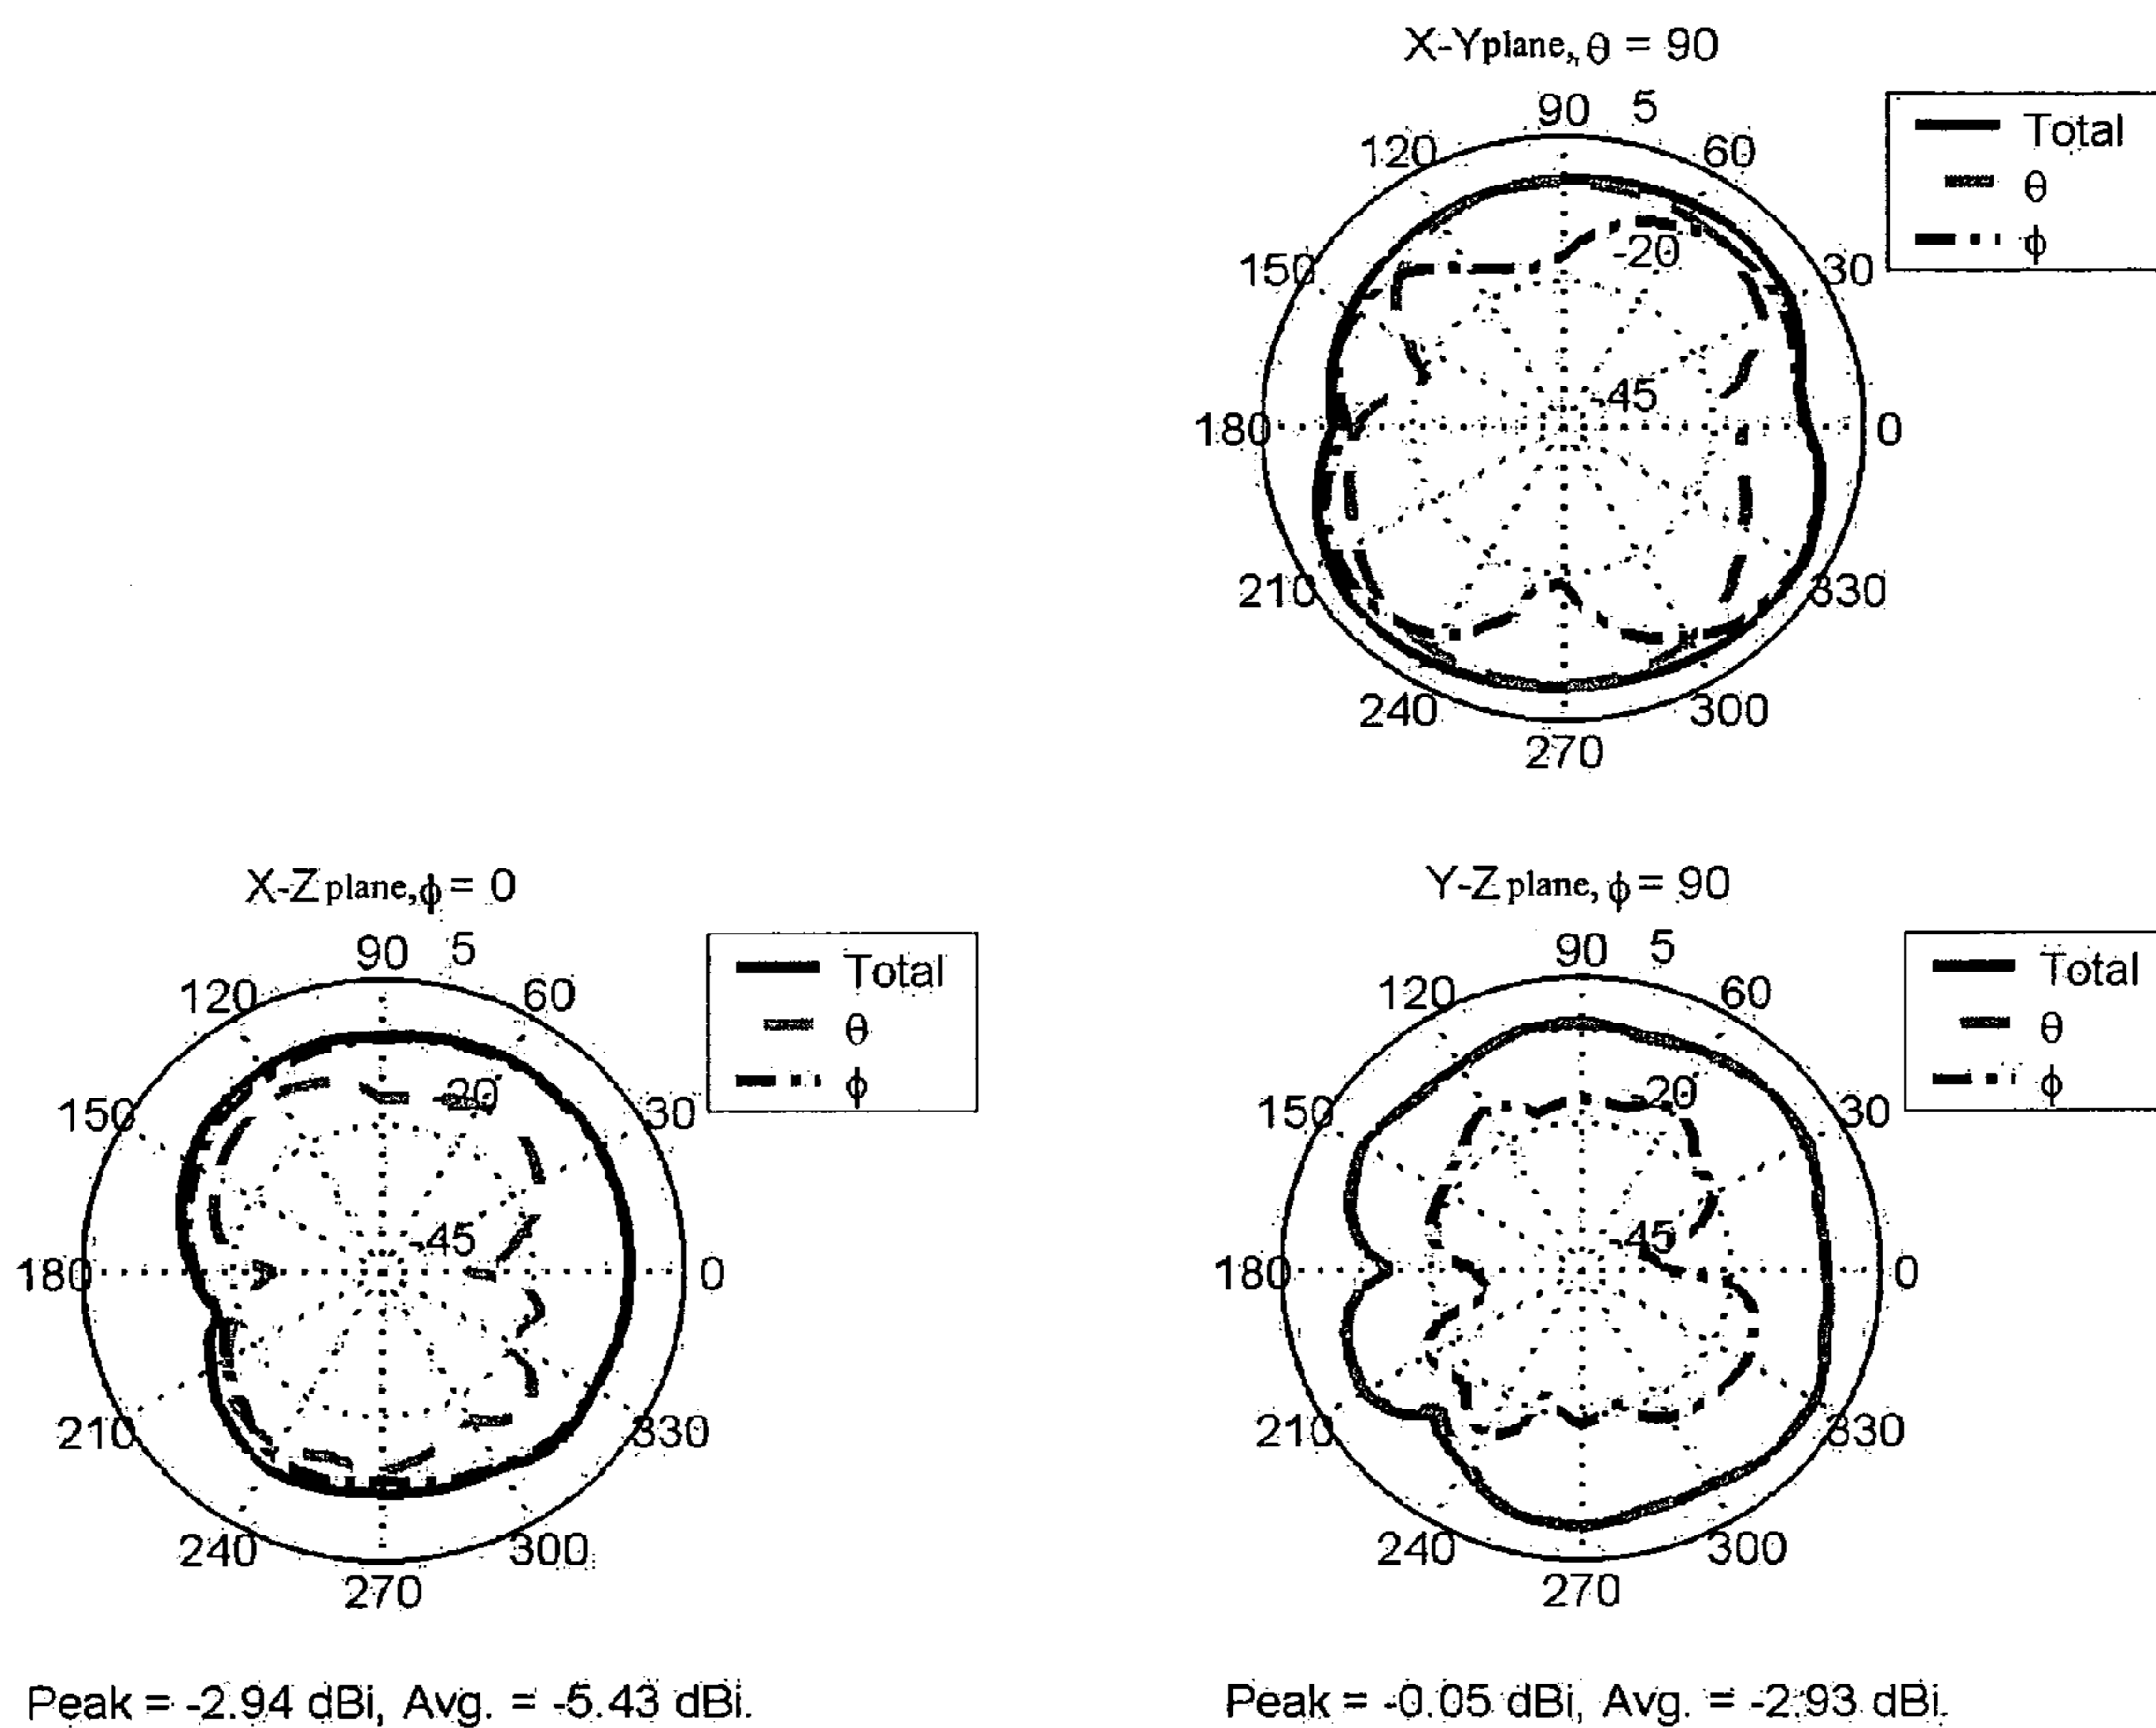 X-Y plane, θ = 90
90 5
120 60
150 30
-20
-45
180 0
210 330
240 300
270
Total
θ
ϕ
X-Z plane, ϕ = 0
90 5
120 60
150 30
-20
-45
180 0
210 330
240 300
270
Total
θ
ϕ
Y-Z plane, ϕ = 90
90 5
120 60
150 30
-20
-45
180 0
210 330
240 300
270
Total
θ
ϕ
Peak = -2.94 dBi, Avg. = -5.43 dBi.
Peak = -0.05 dBi, Avg. = -2.93 dBi.